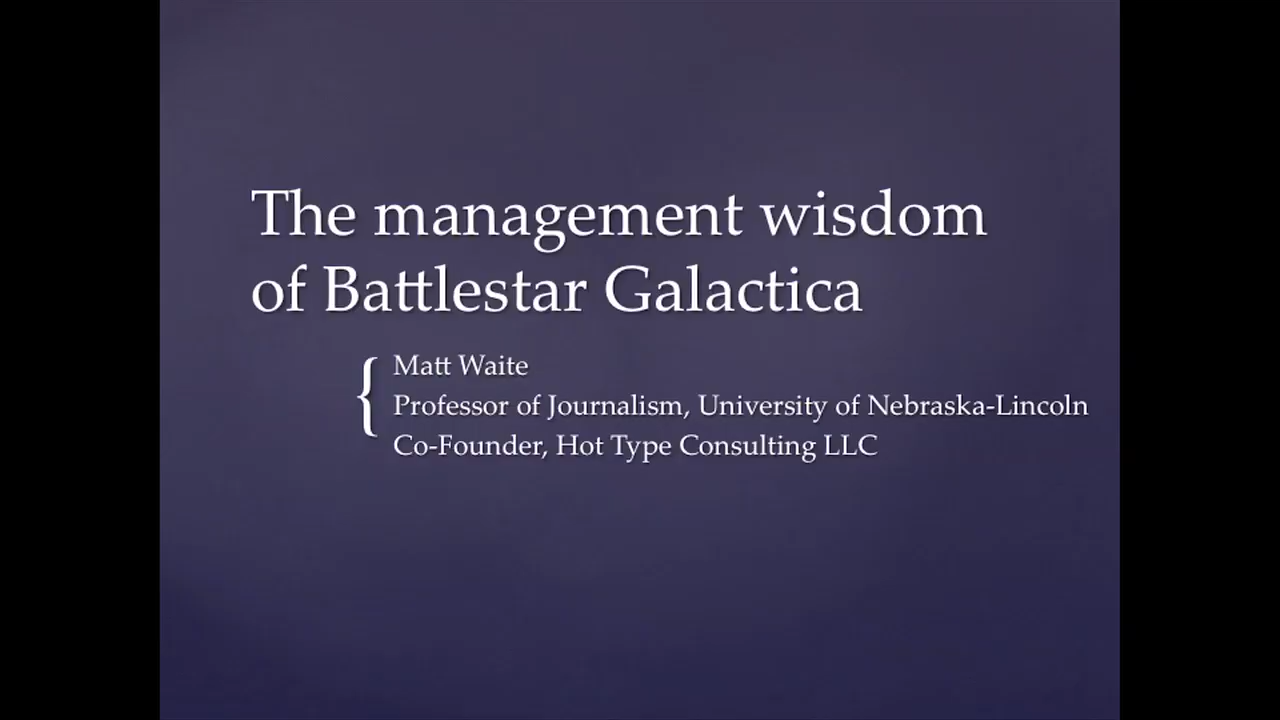 The management wisdom
of Battlestar Galactica
{ Matt Waite
Professor of Journalism, University of Nebraska-Lincoln
Co-Founder, Hot Type Consulting LLC